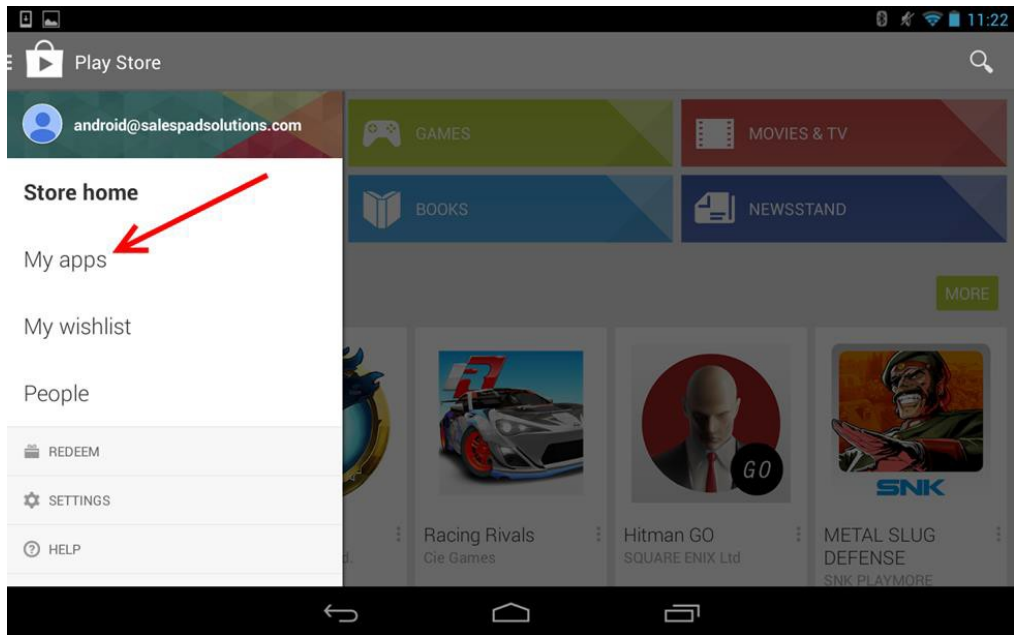 11:22
Play Store
android@salespadsolutions.com
GAMES
MOVIES & TV
Store home
BOOKS
NEWSSTAND
My apps
MORE
My wishlist
People
REDEEM
SETTINGS
HELP
GO
SNK
d.
Racing Rivals
Cie Games
Hitman GO
SQUARE ENIX Ltd
METAL SLUG
DEFENSE
SNK PLAYMORE